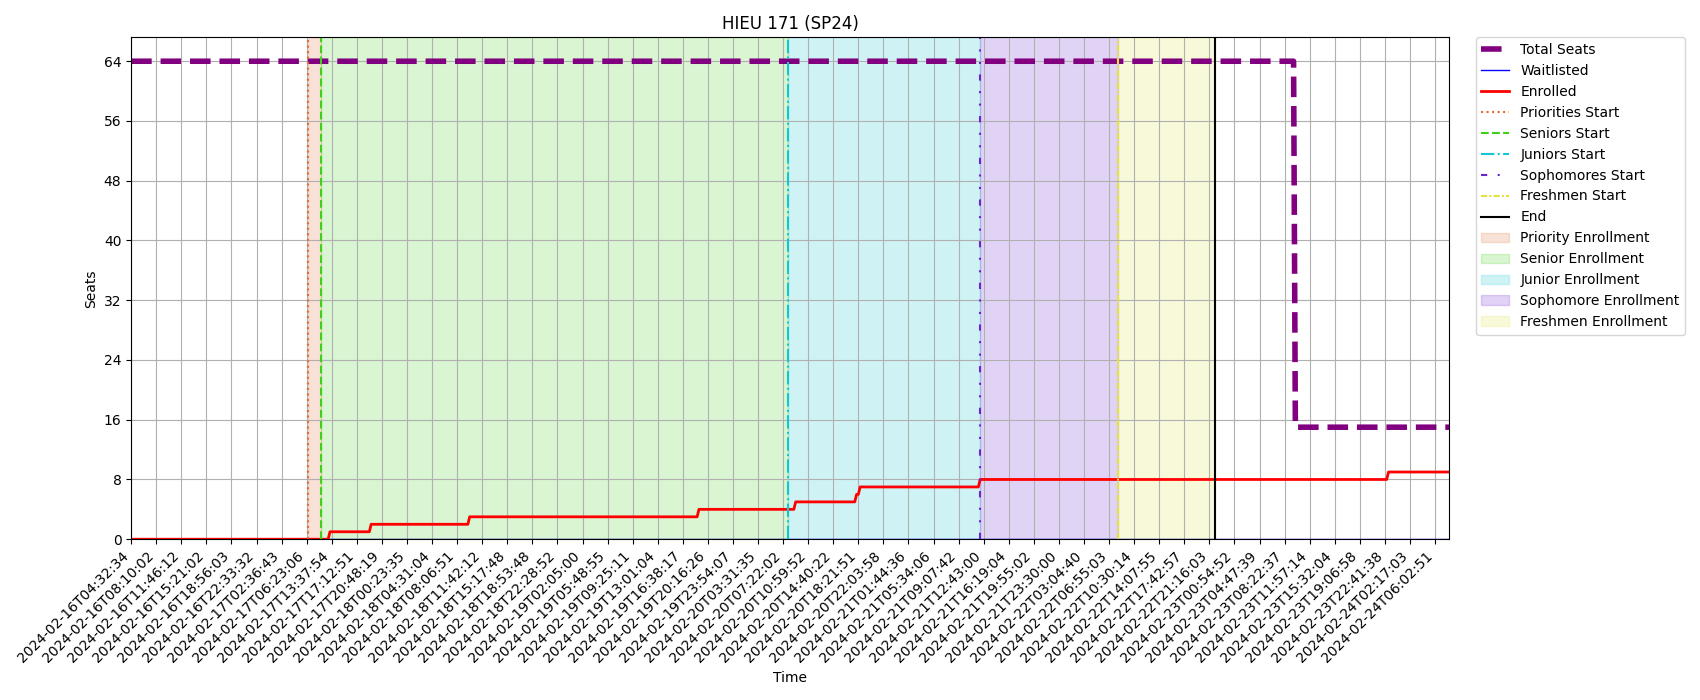 HIEU 171 (SP24)
Seats
64
56
48
40
32
24
16
8
0
2024-02-16T04:32:34
2024-02-16T08:10:02
2024-02-16T11:46:12
2024-02-16T15:21:02
2024-02-16T18:56:03
2024-02-16T22:33:32
2024-02-17T02:36:43
2024-02-17T06:23:06
2024-02-17T13:37:54
2024-02-17T17:12:51
2024-02-17T20:48:19
2024-02-18T00:23:35
2024-02-18T04:31:04
2024-02-18T08:06:51
2024-02-18T11:42:12
2024-02-18T15:17:48
2024-02-18T18:53:48
2024-02-18T22:28:52
2024-02-19T02:05:00
2024-02-19T05:48:55
2024-02-19T09:25:11
2024-02-19T13:01:04
2024-02-19T16:38:17
2024-02-19T20:16:26
2024-02-19T23:54:07
2024-02-20T03:31:35
2024-02-20T07:22:02
2024-02-20T10:59:52
2024-02-20T14:40:22
2024-02-20T18:21:51
2024-02-20T22:03:58
2024-02-21T01:44:36
2024-02-21T05:34:06
2024-02-21T09:07:42
2024-02-21T12:43:00
2024-02-21T16:19:04
2024-02-21T19:55:02
2024-02-21T23:30:00
2024-02-22T03:04:40
2024-02-22T06:55:03
2024-02-22T10:30:14
2024-02-22T14:07:55
2024-02-22T17:42:57
2024-02-22T21:16:03
2024-02-23T00:54:52
2024-02-23T04:47:39
2024-02-23T08:22:37
2024-02-23T11:57:14
2024-02-23T15:32:04
2024-02-23T19:06:58
2024-02-23T22:41:38
2024-02-24T02:17:03
2024-02-24T06:02:51
Time
Total Seats
Waitlisted
Enrolled
Priorities Start
Seniors Start
Juniors Start
Sophomores Start
Freshmen Start
End
Priority Enrollment
Senior Enrollment
Junior Enrollment
Sophomore Enrollment
Freshmen Enrollment